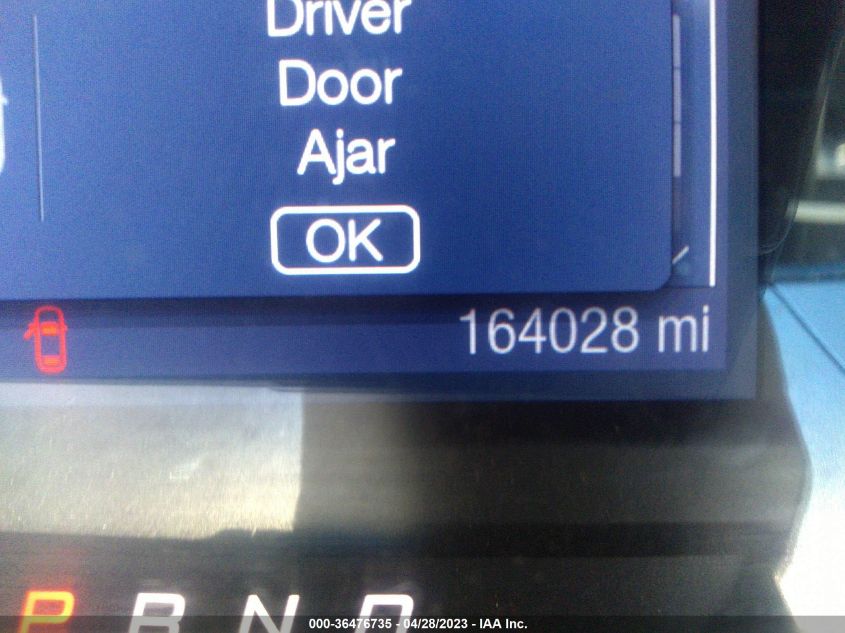 Driver
Door
Ajar
OK
164028 mi
P R N D
000-36476735 - 04/28/2023 - IAA Inc.